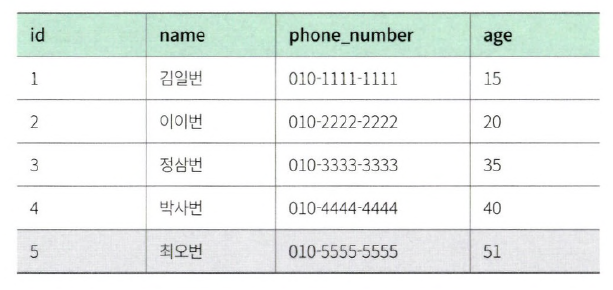 id name phone_number age
1 김일번 010-1111-1111 15
2 이이번 010-2222-2222 20
3 정삼번 010-3333-3333 35
4 박사번 010-4444-4444 40
5 최오번 010-5555-5555 51